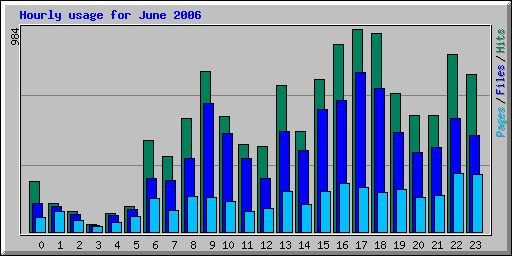 Hourly usage for June 2006
984
Pages / Files / Hits
0 1 2 3 4 5 6 7 8 9 10 11 12 13 14 15 16 17 18 19 20 21 22 23